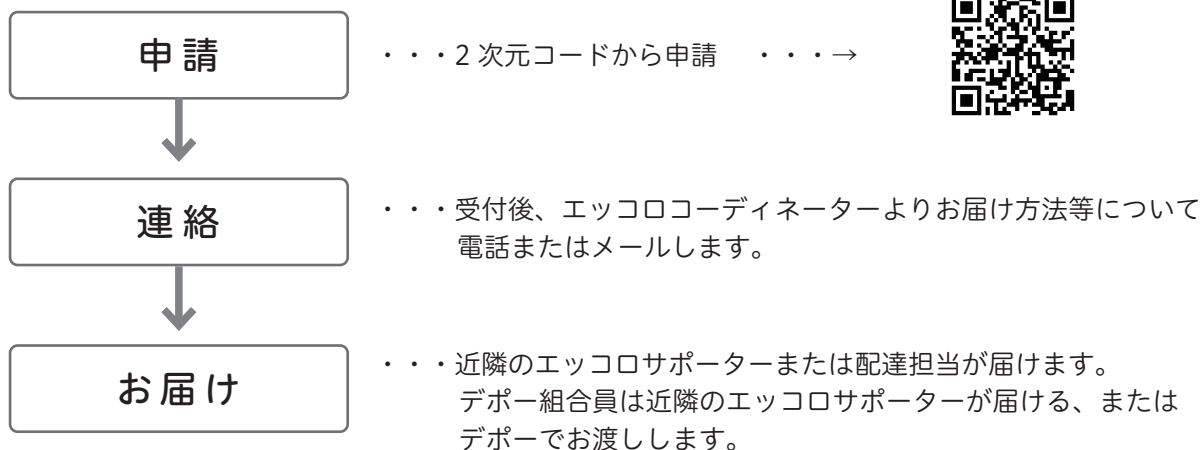 申請 ・・・2次元コードから申請 ・・・→
連絡 ・・・受付後、エッコロコーディネーターよりお届け方法等について
電話またはメールします。
お届け ・・・近隣のエッコロサポーターまたは配達担当が届けます。
デポー組合員は近隣のエッコロサポーターが届ける、または
デポーでお渡しします。